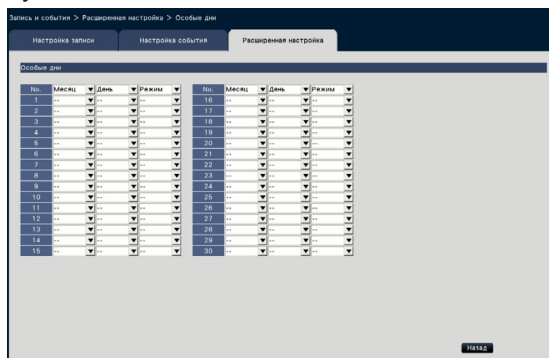 Запись и события > Расширенная настройка > Особые дни
Настройка записи Настройка события Расширенная настройка
Особые дни
No. Месяц День Режим No. Месяц День Режим
1 -- -- -- 16 -- -- --
2 -- -- -- 17 -- -- --
3 -- -- -- 18 -- -- --
4 -- -- -- 19 -- -- --
5 -- -- -- 20 -- -- --
6 -- -- -- 21 -- -- --
7 -- -- -- 22 -- -- --
8 -- -- -- 23 -- -- --
9 -- -- -- 24 -- -- --
10 -- -- -- 25 -- -- --
11 -- -- -- 26 -- -- --
12 -- -- -- 27 -- -- --
13 -- -- -- 28 -- -- --
14 -- -- -- 29 -- -- --
15 -- -- -- 30 -- -- --
Назад